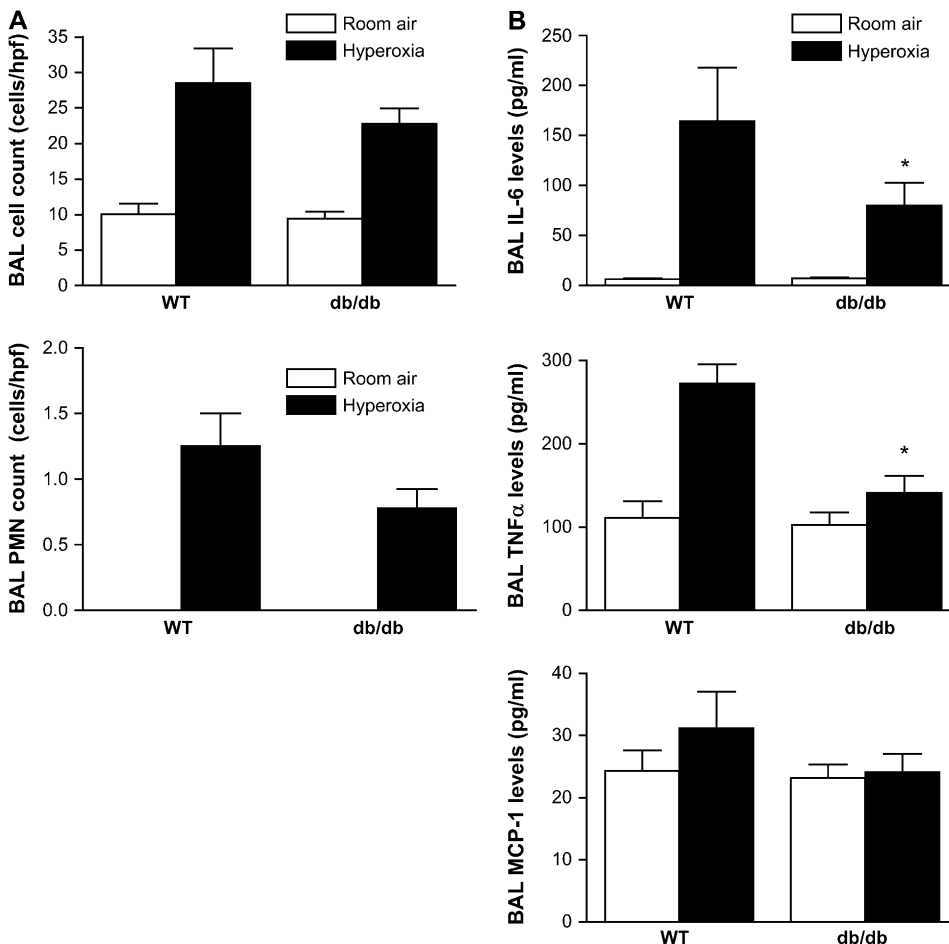 A
BAL cell count (cells/hpf)
35
30
25
20
15
10
5
0
Room air
Hyperoxia
WT
db/db
BAL PMN count (cells/hpf)
2.0
1.5
1.0
0.5
0.0
Room air
Hyperoxia
WT
db/db
B
BAL IL-6 levels (pg/ml)
250
200
150
100
50
0
Room air
Hyperoxia
*
WT
db/db
BAL TNFα levels (pg/ml)
300
200
100
0
*
WT
db/db
BAL MCP-1 levels (pg/ml)
40
30
20
10
0
WT
db/db